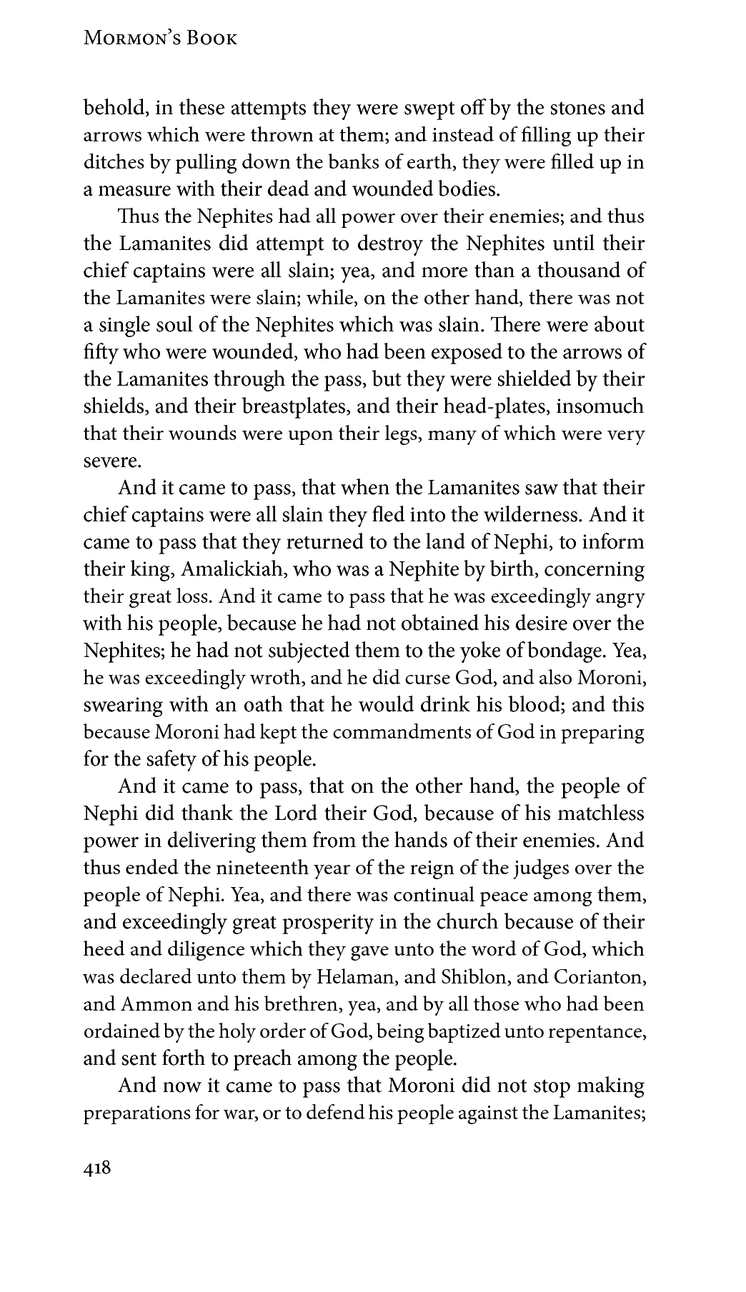 Mormon’s Book
behold, in these attempts they were swept off by the stones and
arrows which were thrown at them; and instead of filling up their
ditches by pulling down the banks of earth, they were filled up in
a measure with their dead and wounded bodies.
Thus the Nephites had all power over their enemies; and thus
the Lamanites did attempt to destroy the Nephites until their
chief captains were all slain; yea, and more than a thousand of
the Lamanites were slain; while, on the other hand, there was not
a single soul of the Nephites which was slain. There were about
fifty who were wounded, who had been exposed to the arrows of
the Lamanites through the pass, but they were shielded by their
shields, and their breastplates, and their head-plates, insomuch
that their wounds were upon their legs, many of which were very
severe.
And it came to pass, that when the Lamanites saw that their
chief captains were all slain they fled into the wilderness. And it
came to pass that they returned to the land of Nephi, to inform
their king, Amalickiah, who was a Nephite by birth, concerning
their great loss. And it came to pass that he was exceedingly angry
with his people, because he had not obtained his desire over the
Nephites; he had not subjected them to the yoke of bondage. Yea,
he was exceedingly wroth, and he did curse God, and also Moroni,
swearing with an oath that he would drink his blood; and this
because Moroni had kept the commandments of God in preparing
for the safety of his people.
And it came to pass, that on the other hand, the people of
Nephi did thank the Lord their God, because of his matchless
power in delivering them from the hands of their enemies. And
thus ended the nineteenth year of the reign of the judges over the
people of Nephi. Yea, and there was continual peace among them,
and exceedingly great prosperity in the church because of their
heed and diligence which they gave unto the word of God, which
was declared unto them by Helaman, and Shiblon, and Corianton,
and Ammon and his brethren, yea, and by all those who had been
ordained by the holy order of God, being baptized unto repentance,
and sent forth to preach among the people.
And now it came to pass that Moroni did not stop making
preparations for war, or to defend his people against the Lamanites;
418